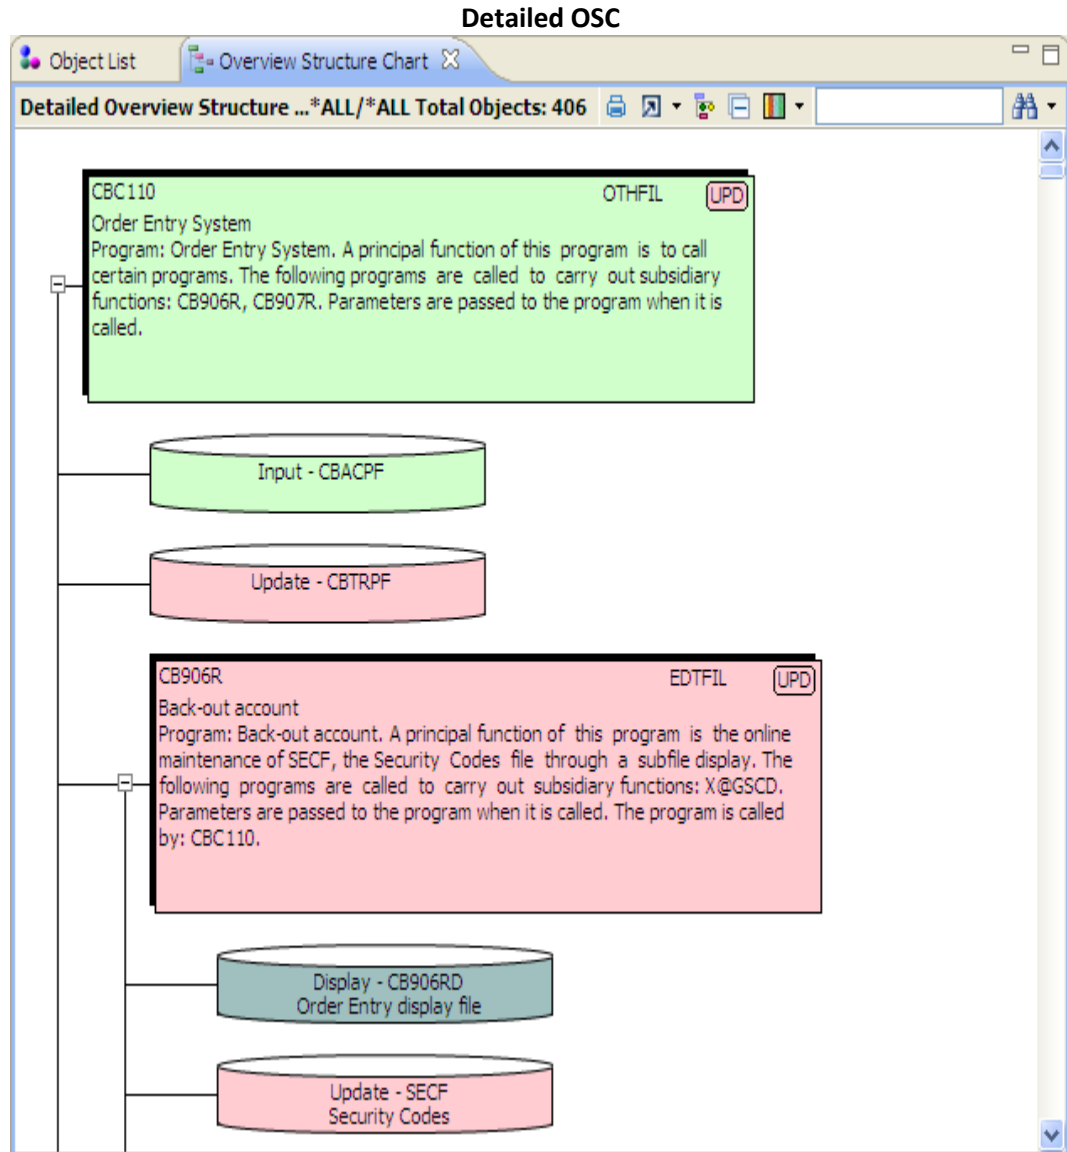 Detailed OSC
Object List
Overview Structure Chart
Detailed Overview Structure ...*ALL/*ALL Total Objects: 406
CBC110 OTHFIL UPD
Order Entry System
Program: Order Entry System. A principal function of this program is to call
certain programs. The following programs are called to carry out subsidiary
functions: CB906R, CB907R. Parameters are passed to the program when it is
called.
Input - CBACPF
Update - CBTRPF
CB906R EDTFIL UPD
Back-out account
Program: Back-out account. A principal function of this program is the online
maintenance of SECF, the Security Codes file through a subfile display. The
following programs are called to carry out subsidiary functions: X@GSCD.
Parameters are passed to the program when it is called. The program is called
by: CBC110.
Display - CB906RD
Order Entry display file
Update - SECF
Security Codes